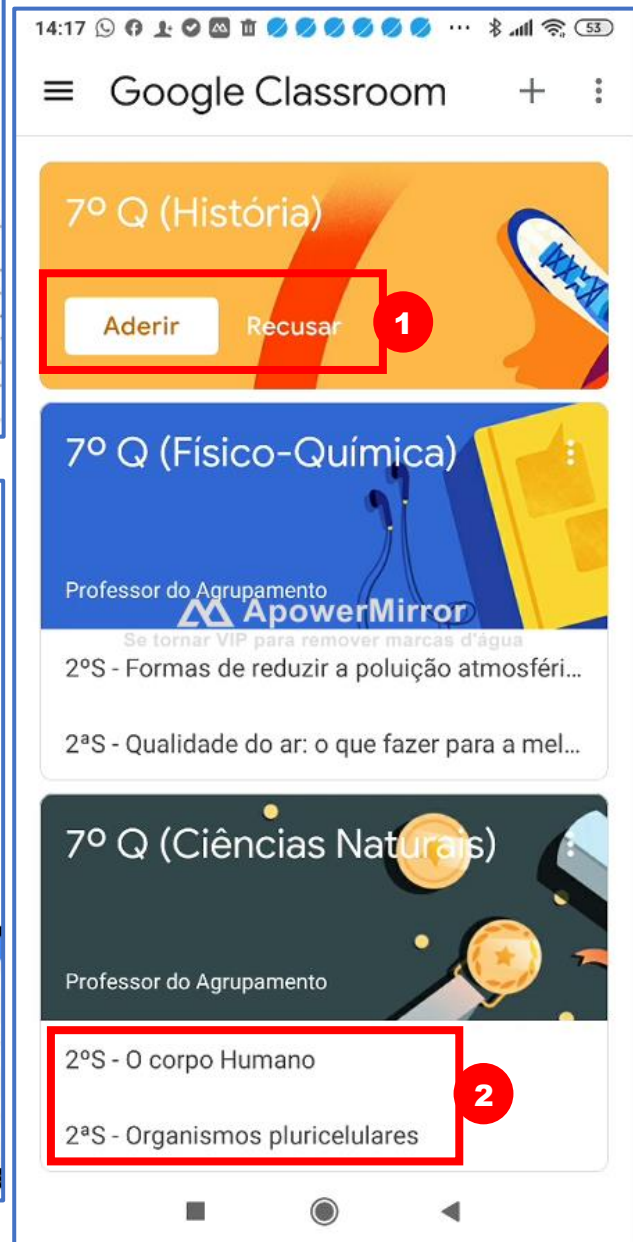 14:17 53
Google Classroom
7º Q (História)
Aderir Recusar 1
7º Q (Físico-Química)
Professor do Agrupamento
ApowerMirror
Se tornar VIP para remover marcas d'água
2ºS - Formas de reduzir a poluição atmosféri...
2ªS - Qualidade do ar: o que fazer para a mel...
7º Q (Ciências Naturais)
Professor do Agrupamento
2ºS - O corpo Humano
2
2ªS - Organismos pluricelulares